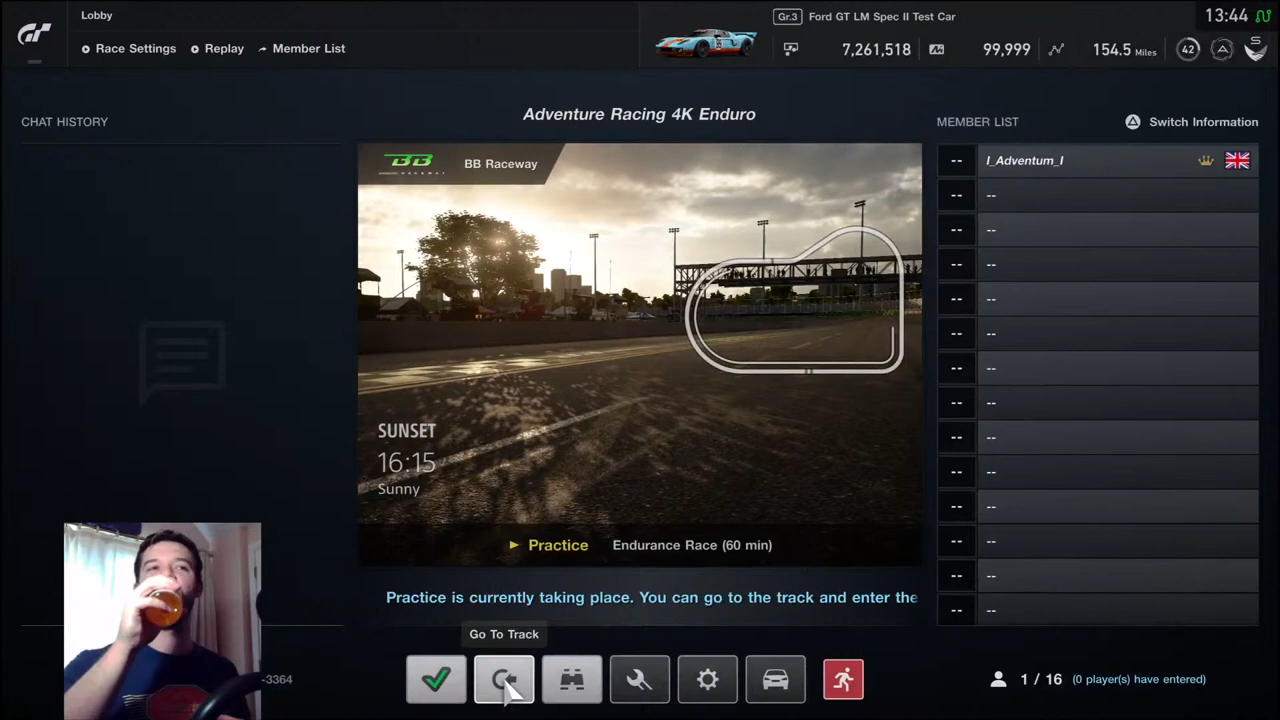 Lobby
Race Settings
Replay
Member List
Gr.3
Ford GT LM Spec II Test Car
7,261,518
99,999
154.5 Miles
42
A
S
13:44
CHAT HISTORY
Adventure Racing 4K Enduro
BB
BB Raceway
SUNSET
16:15
Sunny
Practice
Endurance Race (60 min)
Practice is currently taking place. You can go to the track and enter the
Go To Track
-3364
MEMBER LIST
Switch Information
-- I_Adventum_I
-- --
-- --
-- --
-- --
-- --
-- --
-- --
-- --
-- --
-- --
-- --
-- --
-- --
1 / 16
(0 player(s) have entered)